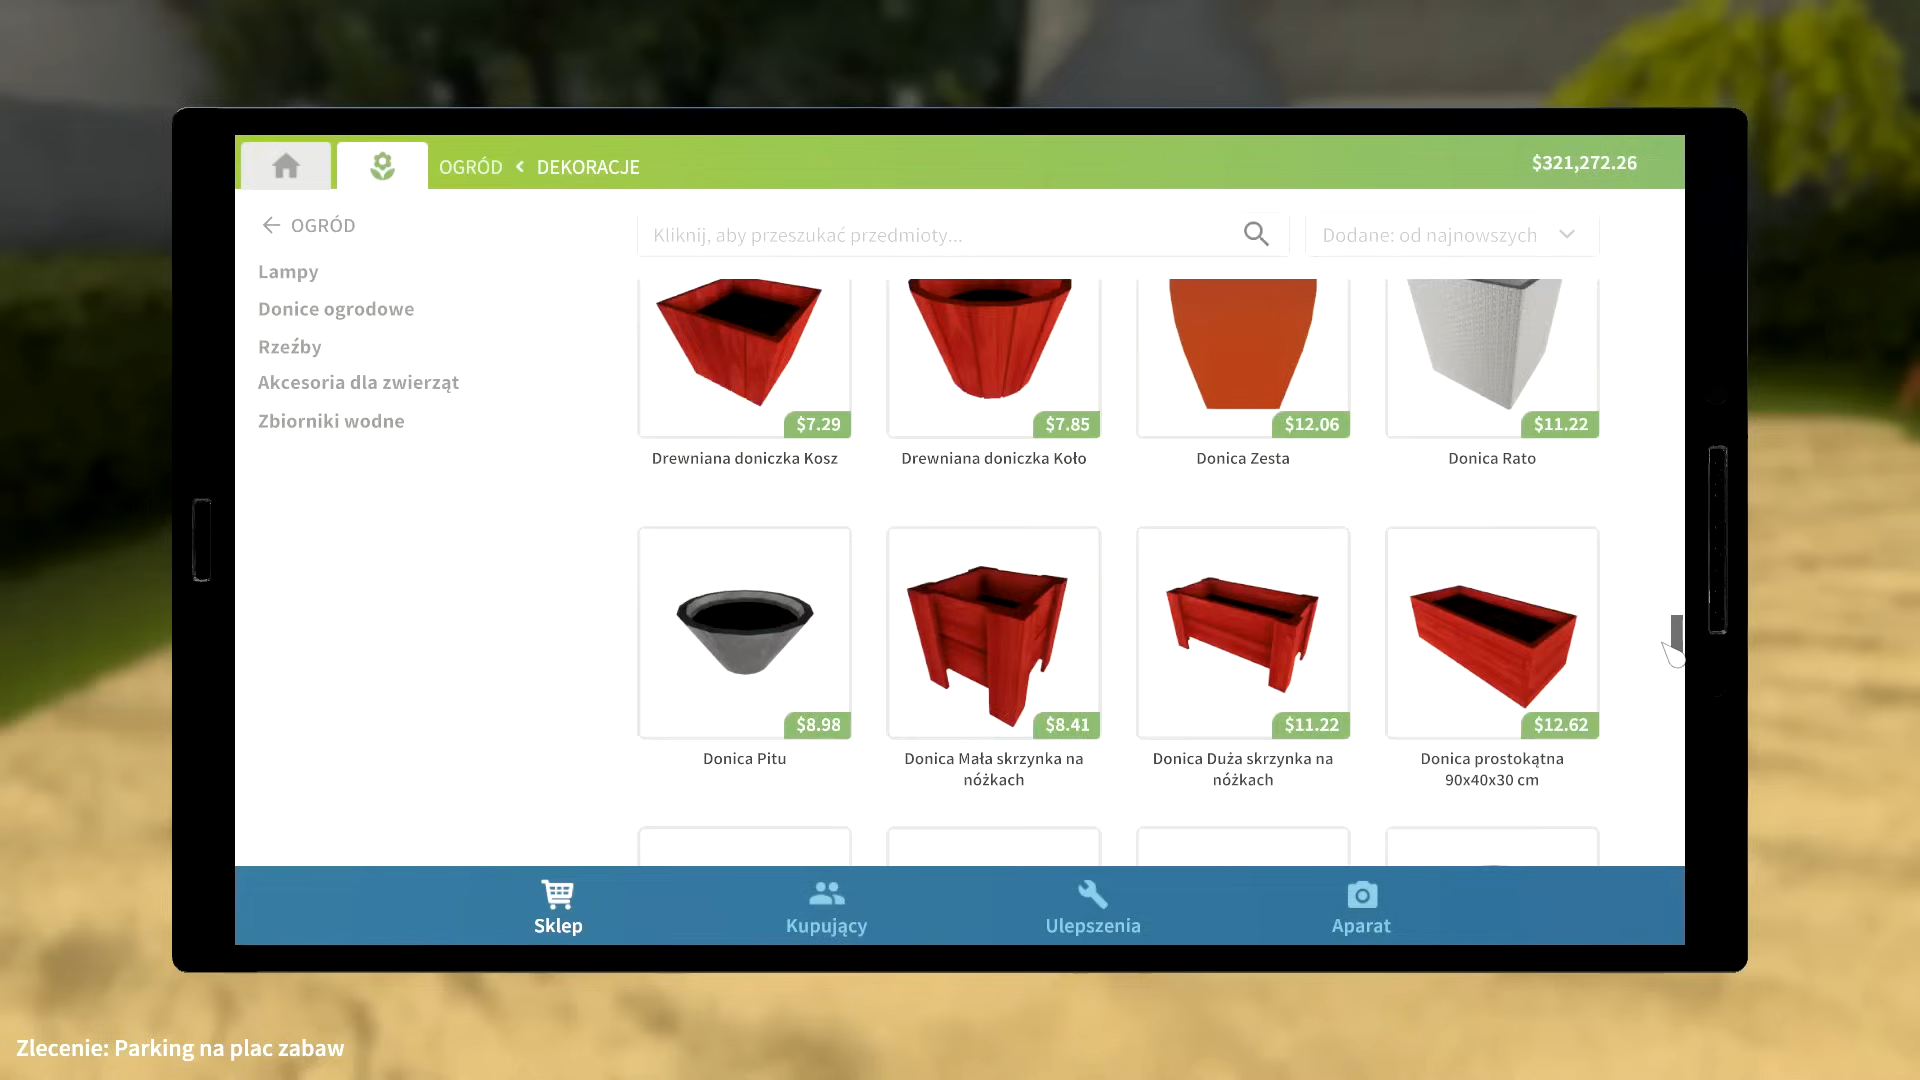 OGRÓD
DEKORACJE
$321,272.26
OGRÓD
Kliknij, aby przeszukać przedmioty...
Dodane: od najnowszych
Lampy
Donice ogrodowe
Rzeźby
Akcesoria dla zwierząt
Zbiorniki wodne
$7.29
$7.85
$12.06
$11.22
Drewniana doniczka Kosz
Drewniana doniczka Koło
Donica Zesta
Donica Rato
$8.98
$8.41
$11.22
$12.62
Donica Pitu
Donica Mała skrzynka na
nóżkach
Donica Duża skrzynka na
nóżkach
Donica prostokątna
90x40x30 cm
Sklep
Kupujący
Ulepszenia
Aparat
Zlecenie: Parking na plac zabaw